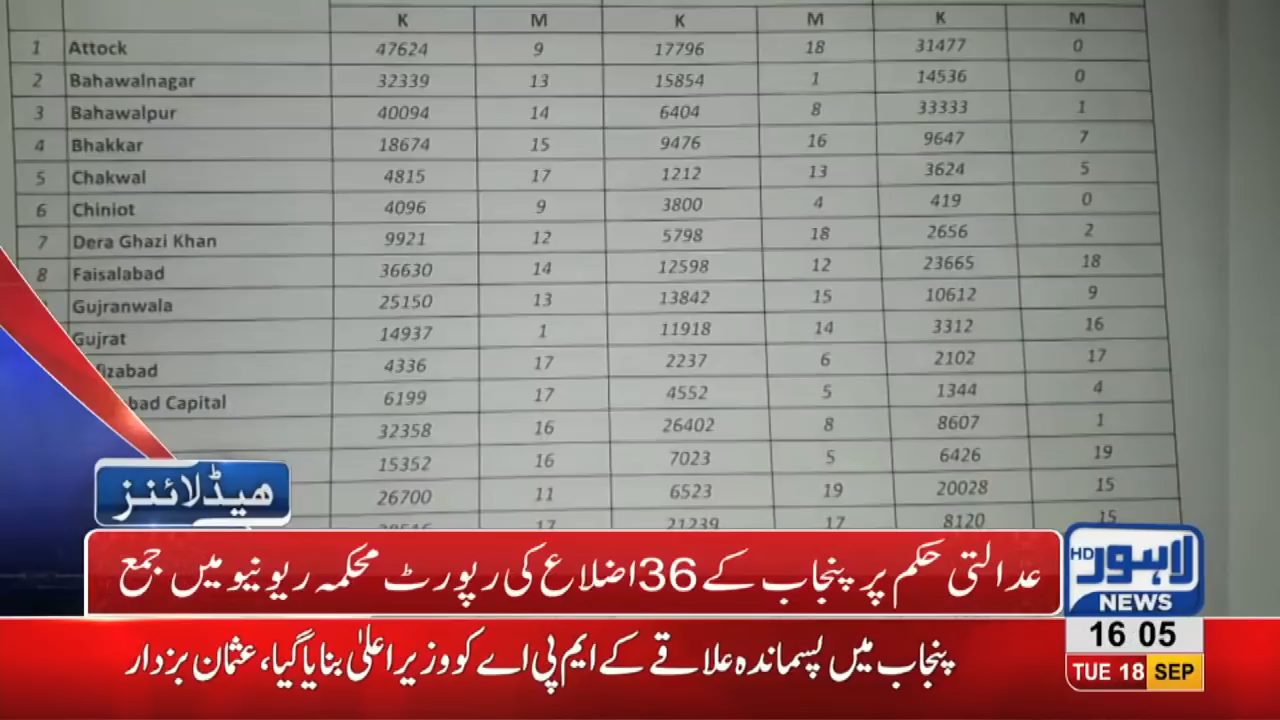 K M K M K M
1 Attock 47624 9 17796 18 31477 0
2 Bahawalnagar 32339 13 15854 1 14536 0
3 Bahawalpur 40094 14 6404 8 33333 1
4 Bhakkar 18674 15 9476 16 9647 7
5 Chakwal 4815 17 1212 13 3624 5
6 Chiniot 4096 9 3800 4 419 0
7 Dera Ghazi Khan 9921 12 5798 18 2656 2
8 Faisalabad 36630 14 12598 12 23665 18
Gujranwala 25150 13 13842 15 10612 9
Gujrat 14937 1 11918 14 3312 16
fizabad 4336 17 2237 6 2102 17
bad Capital 6199 17 4552 5 1344 4
32358 16 26402 8 8607 1
15352 16 7023 5 6426 19
26700 11 6523 19 20028 15
17 21239 17 8120 15
ھیڈلائنز
عدالتی حکم پر پنجاب کے 36 اضلاع کی رپورٹ محکمہ ریونیو میں جمع
لاہور HD
NEWS
16 05
TUE 18 SEP
پنجاب میں پسماندہ علاقے کے ایم پی اے کو وزیراعلیٰ بنایا گیا، عثمان بزدار